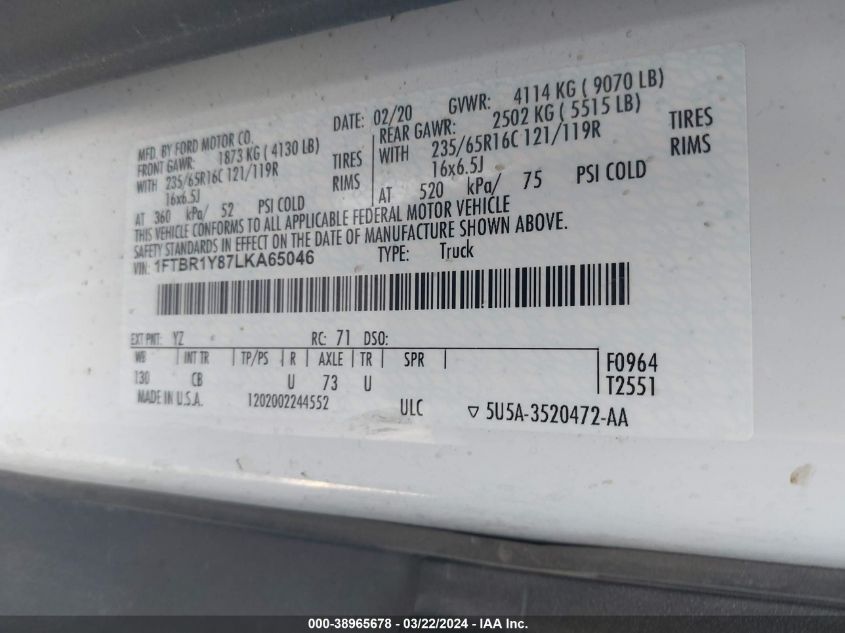 MFD. BY FORD MOTOR CO.
DATE: 02/20 GVWR: 4114 KG ( 9070 LB)
FRONT GAWR: 1873 KG ( 4130 LB)
WITH 235/65R16C 121/119R TIRES
16x6.5J RIMS
AT 360 kPa/ 52 PSI COLD
REAR GAWR: 2502 KG ( 5515 LB)
WITH 235/65R16C 121/119R TIRES
16x6.5J RIMS
AT 520 kPa/ 75 PSI COLD
THIS VEHICLE CONFORMS TO ALL APPLICABLE FEDERAL MOTOR VEHICLE
SAFETY STANDARDS IN EFFECT ON THE DATE OF MANUFACTURE SHOWN ABOVE.
VIN: 1FTBR1Y87LKA65046 TYPE: Truck
EXT PNT: YZ RC: 71 DSO:
WB INT TR TP/PS R AXLE TR SPR F0964
130 CB U 73 U T2551
MADE IN U.S.A. 1202002244552 ULC ▽ 5U5A-3520472-AA
000-38965678 - 03/22/2024 - IAA Inc.